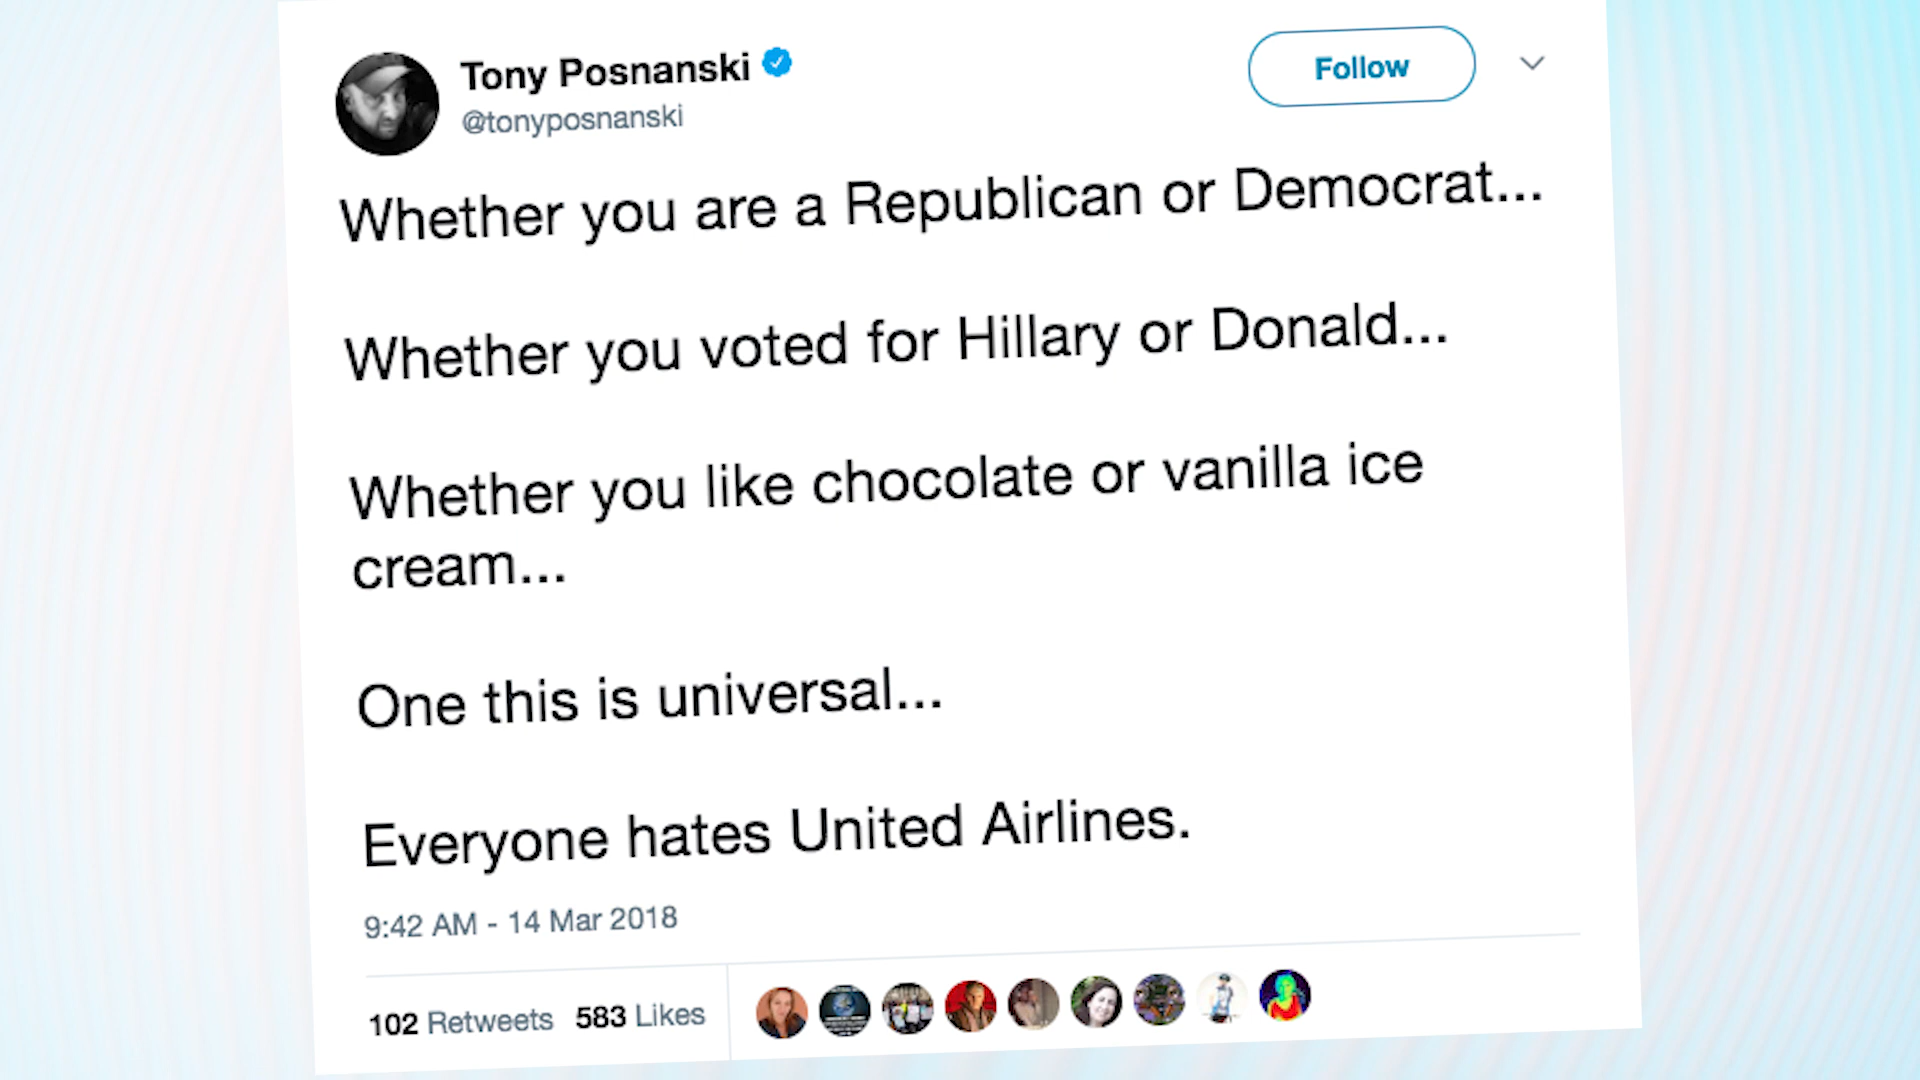 Tony Posnanski
@tonyposnanski
Follow
Whether you are a Republican or Democrat...
Whether you voted for Hillary or Donald...
Whether you like chocolate or vanilla ice
cream...
One this is universal...
Everyone hates United Airlines.
9:42 AM - 14 Mar 2018
102 Retweets 583 Likes